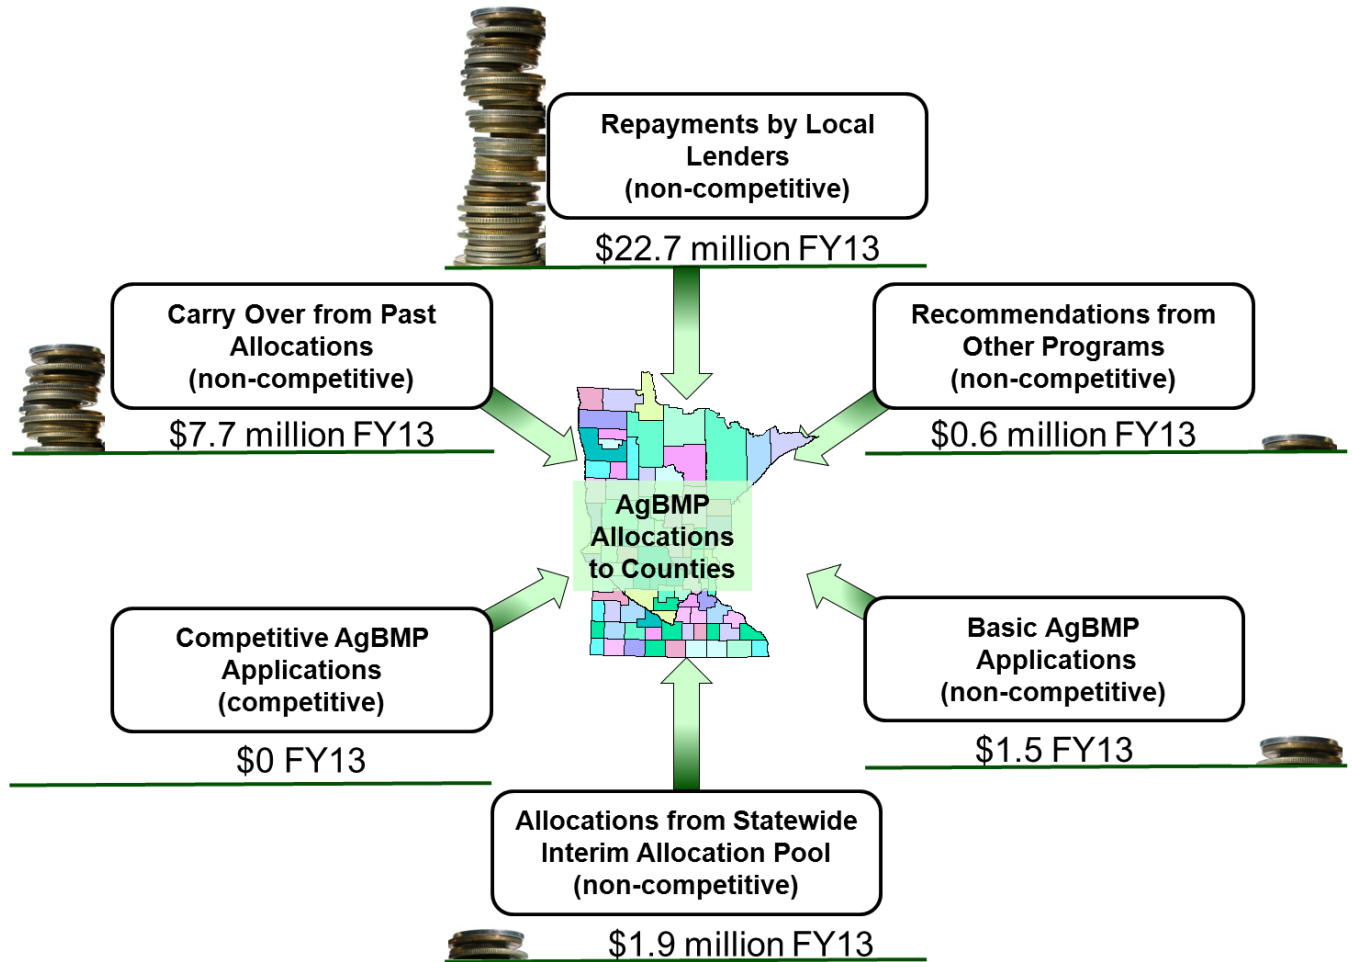 Repayments by Local
Lenders
(non-competitive)
$22.7 million FY13
Carry Over from Past
Allocations
(non-competitive)
$7.7 million FY13
Recommendations from
Other Programs
(non-competitive)
$0.6 million FY13
AgBMP
Allocations
to Counties
Competitive AgBMP
Applications
(competitive)
$0 FY13
Basic AgBMP
Applications
(non-competitive)
$1.5 FY13
Allocations from Statewide
Interim Allocation Pool
(non-competitive)
$1.9 million FY13